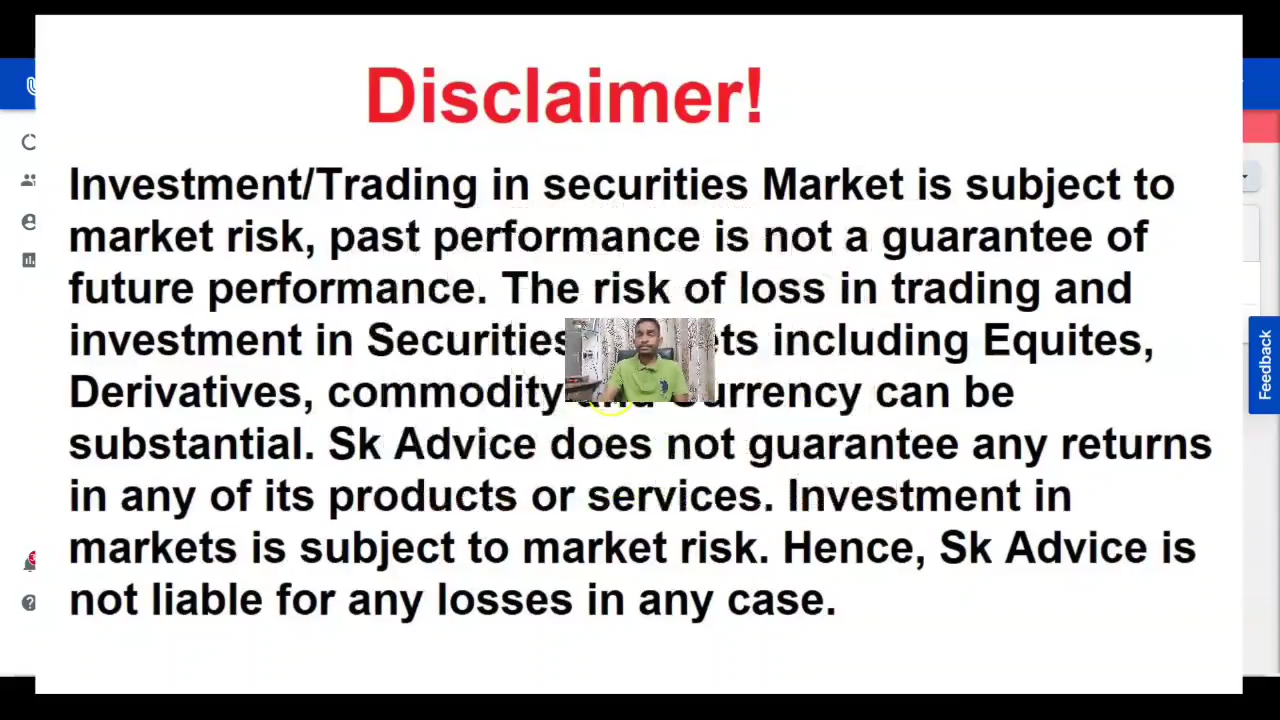 Disclaimer!
Investment/Trading in securities Market is subject to
market risk, past performance is not a guarantee of
future performance. The risk of loss in trading and
investment in Securities including Equites,
Derivatives, commodity and Currency can be
substantial. Sk Advice does not guarantee any returns
in any of its products or services. Investment in
markets is subject to market risk. Hence, Sk Advice is
not liable for any losses in any case.
Feedback